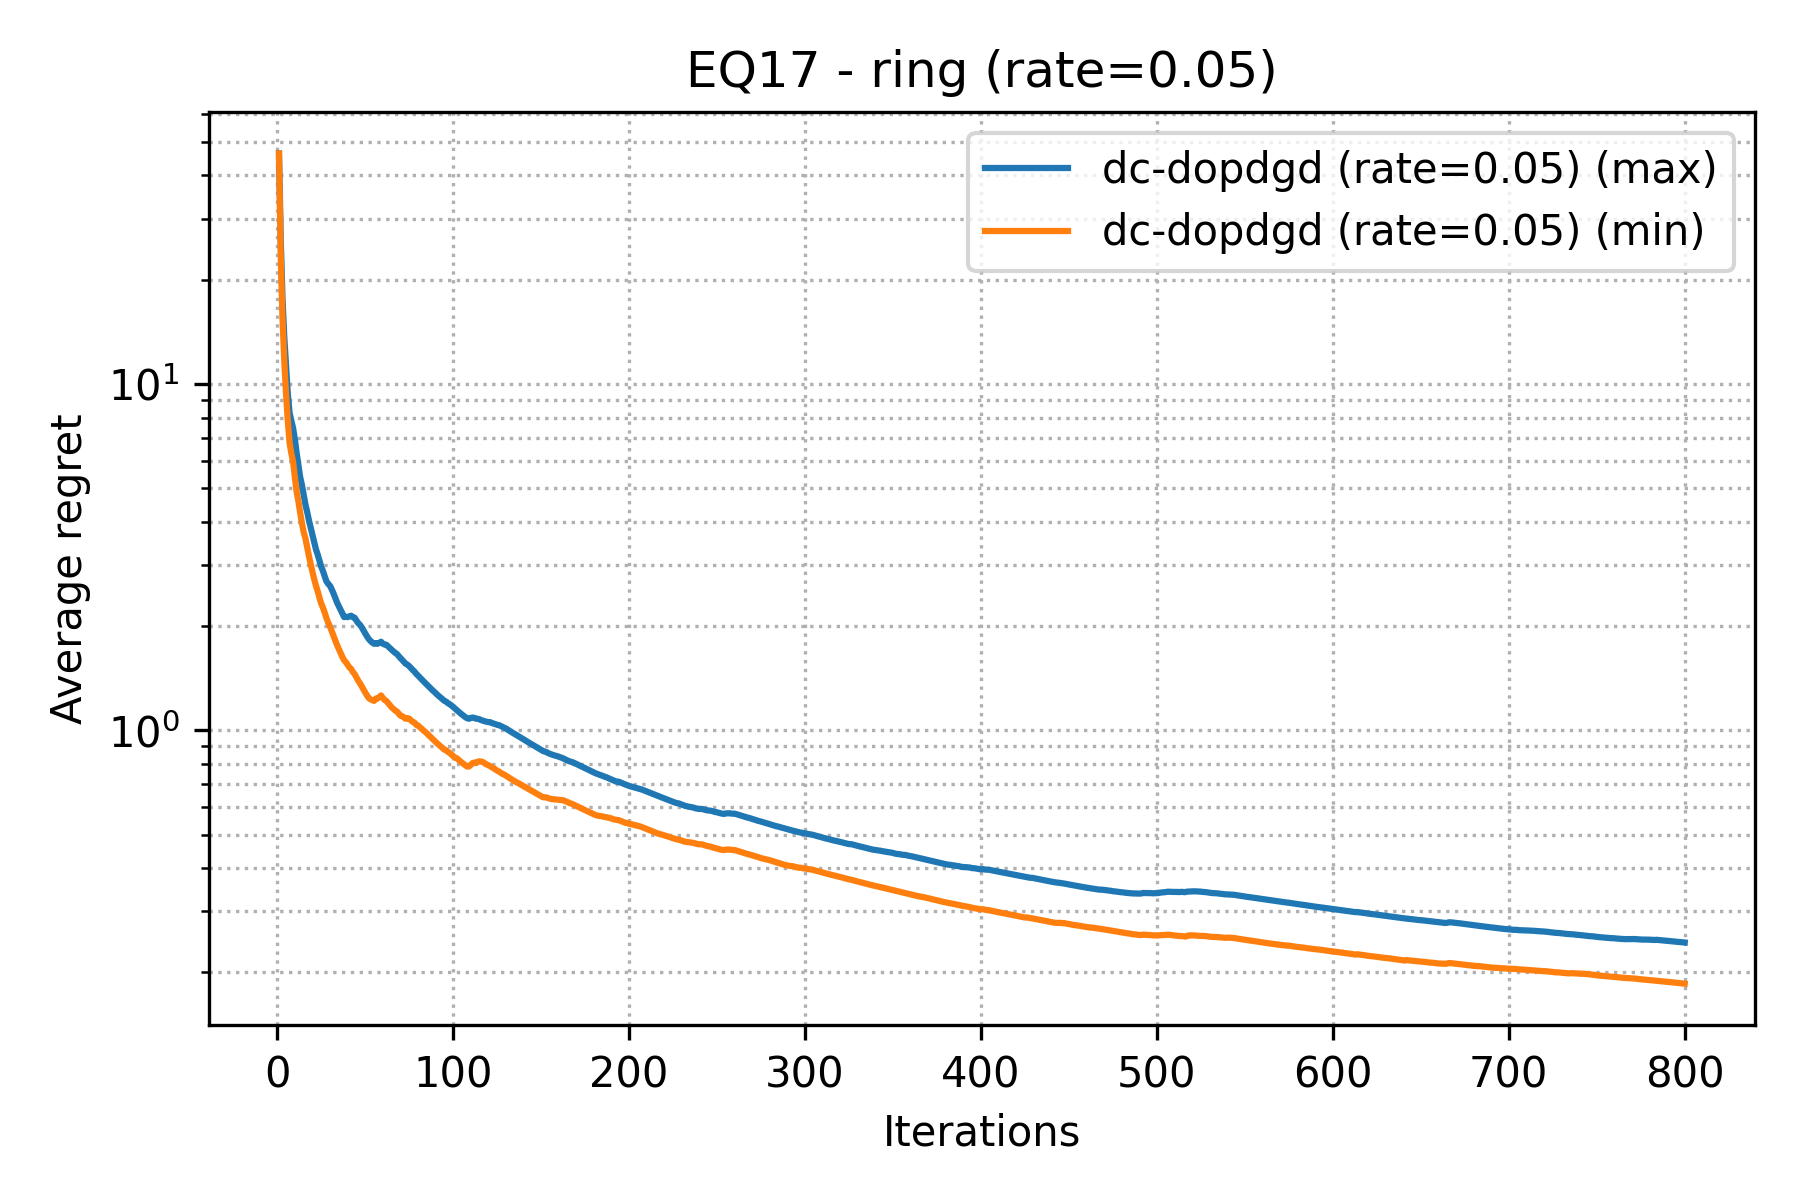 EQ17 - ring (rate=0.05)
dc-dopdgd (rate=0.05) (max)
dc-dopdgd (rate=0.05) (min)
Average regret
10¹
10⁰
0 100 200 300 400 500 600 700 800
Iterations